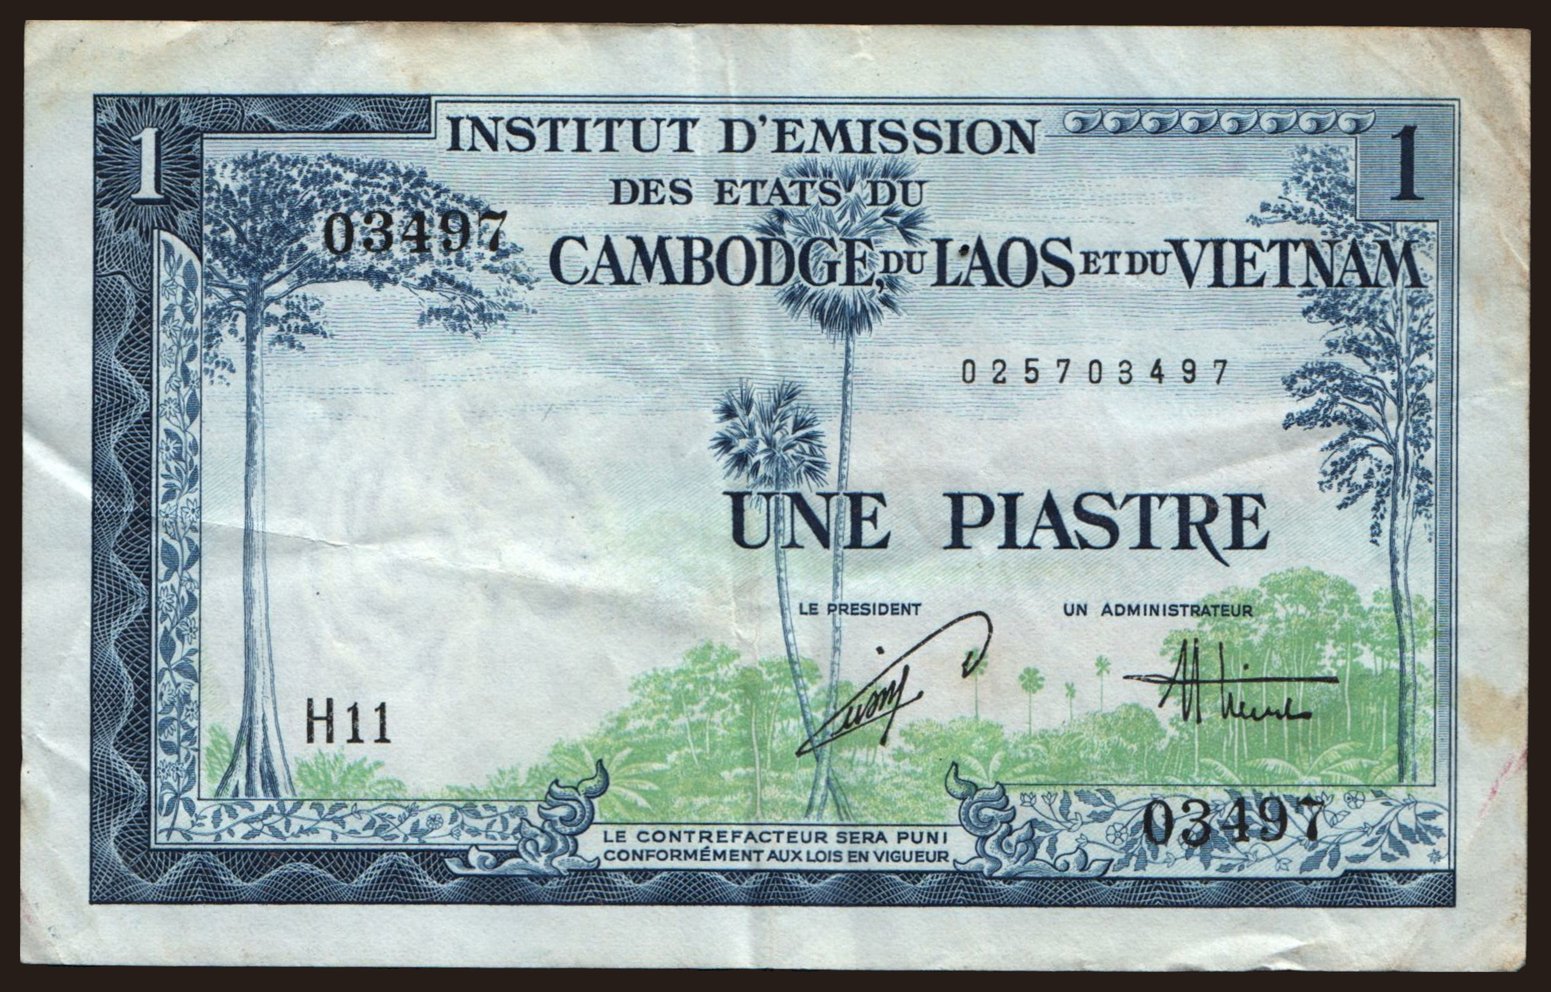 1
INSTITUT D'EMISSION
1
DES ETATS DU
03497
CAMBODGE, DU LAOS ET DU VIETNAM
025703497
UNE PIASTRE
LE PRESIDENT UN ADMINISTRATEUR
H11
03497
LE CONTREFACTEUR SERA PUNI
CONFORMÉMENT AUX LOIS EN VIGUEUR